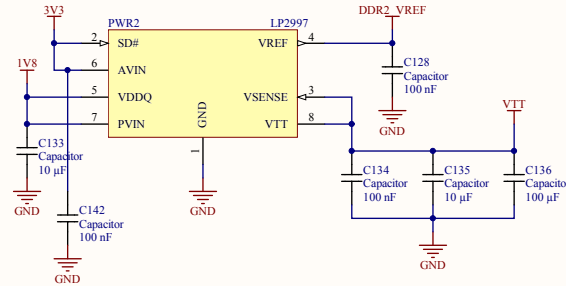 3V3
PWR2
LP2997
DDR2_VREF
2
SD#
VREF
4
1V8
6
AVIN
C128
Capacitor
100 nF
5
VDDQ
VSENSE
3
7
PVIN
GND
VTT
8
GND
VTT
1
C133
Capacitor
10 µF
GND
GND
C134
Capacitor
100 nF
C135
Capacitor
10 µF
C136
Capacito
100 µF
C142
Capacitor
100 nF
GND
GND